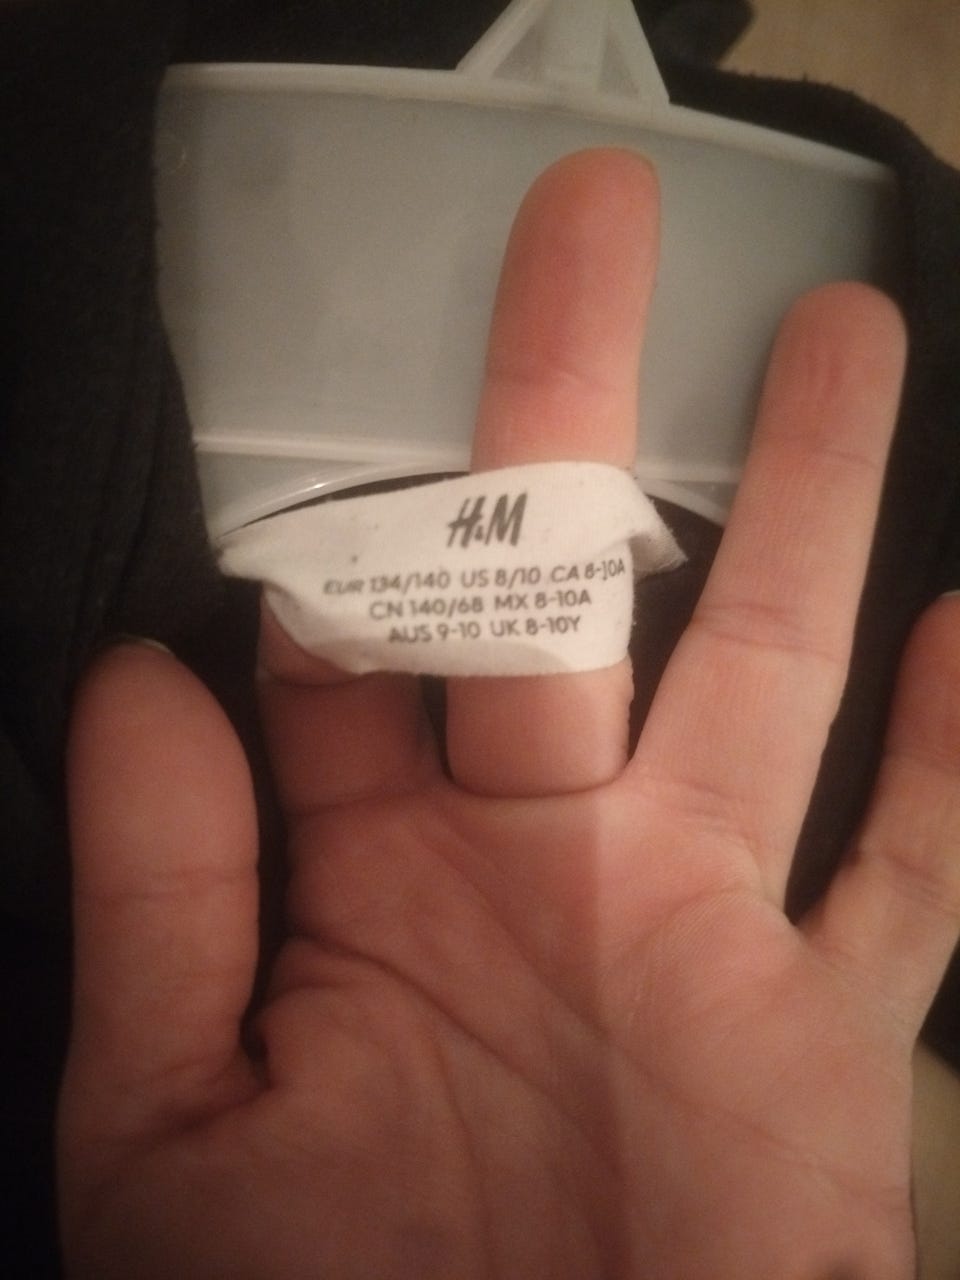 H&M
EUR 134/140 US 8/10 CA 8-10A
CN 140/68 MX 8-10A
AUS 9-10 UK 8-10Y